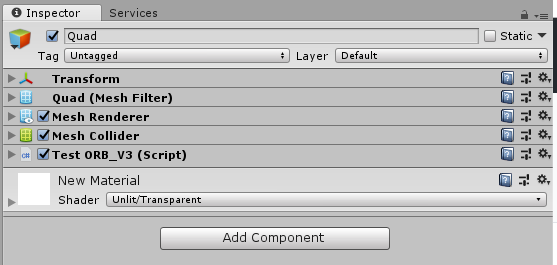 Inspector Services
Quad Static
Tag Untagged Layer Default
Transform
Quad (Mesh Filter)
Mesh Renderer
Mesh Collider
C#
Test ORB_V3 (Script)
New Material
Shader Unlit/Transparent
Add Component